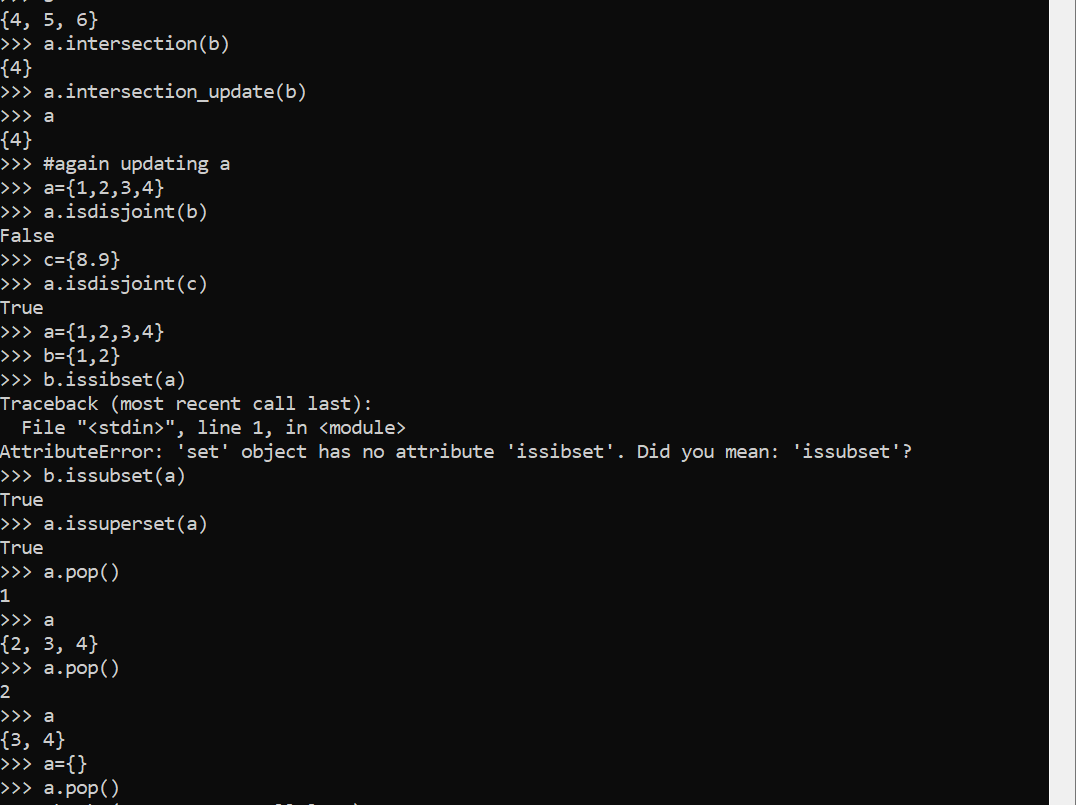 {4, 5, 6}
>>> a.intersection(b)
{4}
>>> a.intersection_update(b)
>>> a
{4}
>>> #again updating a
>>> a={1,2,3,4}
>>> a.isdisjoint(b)
False
>>> c={8.9}
>>> a.isdisjoint(c)
True
>>> a={1,2,3,4}
>>> b={1,2}
>>> b.issibset(a)
Traceback (most recent call last):
  File "<stdin>", line 1, in <module>
AttributeError: 'set' object has no attribute 'issibset'. Did you mean: 'issubset'?
>>> b.issubset(a)
True
>>> a.issuperset(a)
True
>>> a.pop()
1
>>> a
{2, 3, 4}
>>> a.pop()
2
>>> a
{3, 4}
>>> a={}
>>> a.pop()